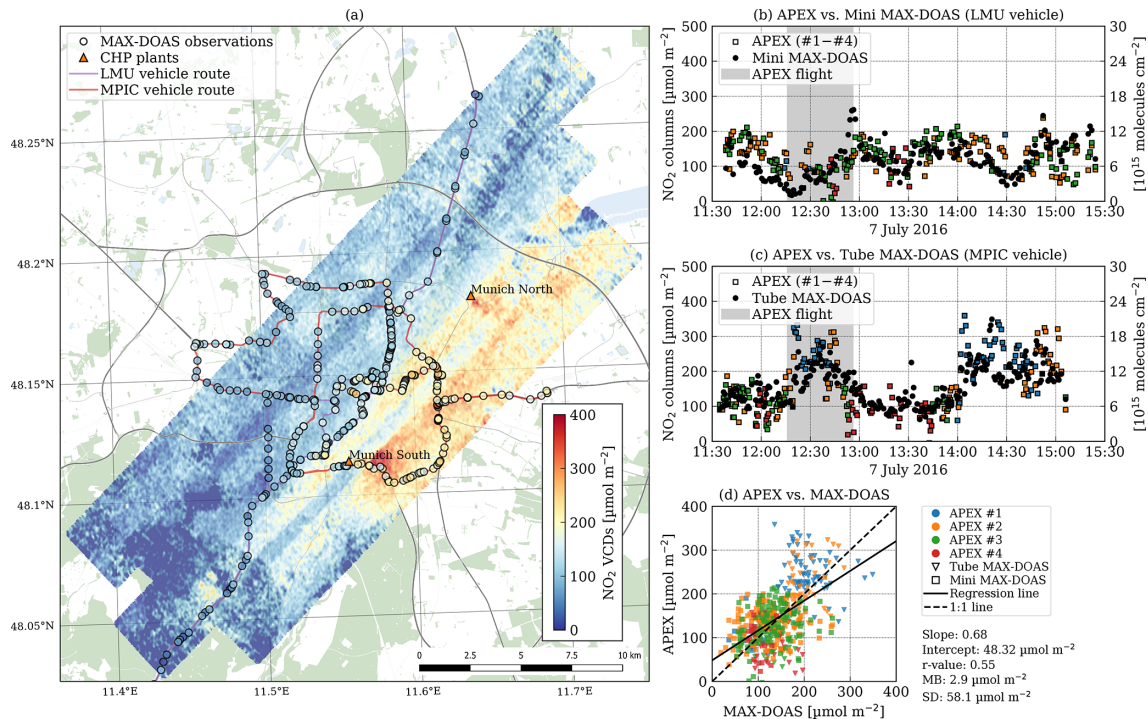 (a)
MAX-DOAS observations
CHP plants
LMU vehicle route
MPIC vehicle route
48.25°N
48.2°N
48.15°N
48.1°N
48.05°N
Munich North
Munich South
400
300
200
100
0
NO₂ VCDs [μmol m⁻²]
0.0 2.5 5.0 7.5 10 km
11.4°E 11.5°E 11.6°E 11.7°E
(b) APEX vs. Mini MAX-DOAS (LMU vehicle)
APEX (#1−#4)
Mini MAX-DOAS
APEX flight
500
400
300
200
100
0
NO₂ columns [μmol m⁻²]
30
24
18
12
6
0
[10¹⁵ molecules cm⁻²]
11:30 12:00 12:30 13:00 13:30 14:00 14:30 15:00 15:30
7 July 2016
(c) APEX vs. Tube MAX-DOAS (MPIC vehicle)
APEX (#1−#4)
Tube MAX-DOAS
APEX flight
500
400
300
200
100
0
NO₂ columns [μmol m⁻²]
30
24
18
12
6
0
[10¹⁵ molecules cm⁻²]
11:30 12:00 12:30 13:00 13:30 14:00 14:30 15:00 15:30
7 July 2016
(d) APEX vs. MAX-DOAS
400
300
200
100
0
APEX [μmol m⁻²]
0 100 200 300 400
MAX-DOAS [μmol m⁻²]
APEX #1
APEX #2
APEX #3
APEX #4
Tube MAX-DOAS
Mini MAX-DOAS
Regression line
1:1 line
Slope: 0.68
Intercept: 48.32 μmol m⁻²
r-value: 0.55
MB: 2.9 μmol m⁻²
SD: 58.1 μmol m⁻²